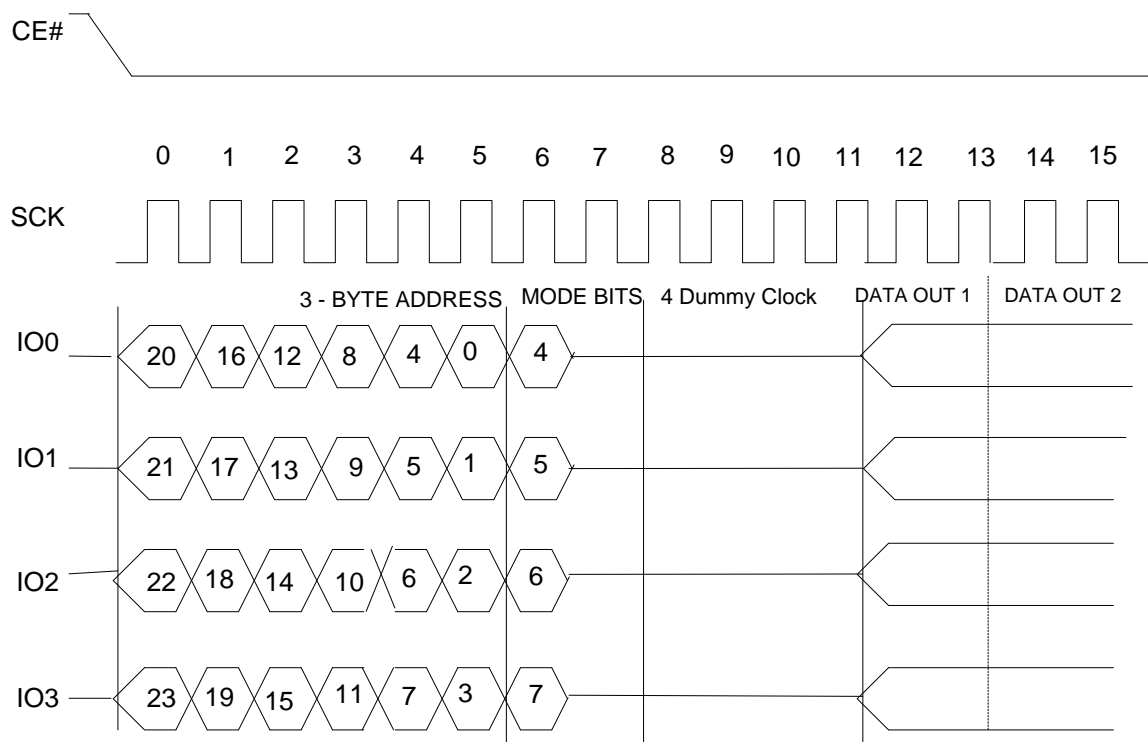 CE#
0 1 2 3 4 5 6 7 8 9 10 11 12 13 14 15
SCK
3 - BYTE ADDRESS MODE BITS 4 Dummy Clock DATA OUT 1 DATA OUT 2
IO0 20 16 12 8 4 0 4
IO1 21 17 13 9 5 1 5
IO2 22 18 14 10 6 2 6
IO3 23 19 15 11 7 3 7